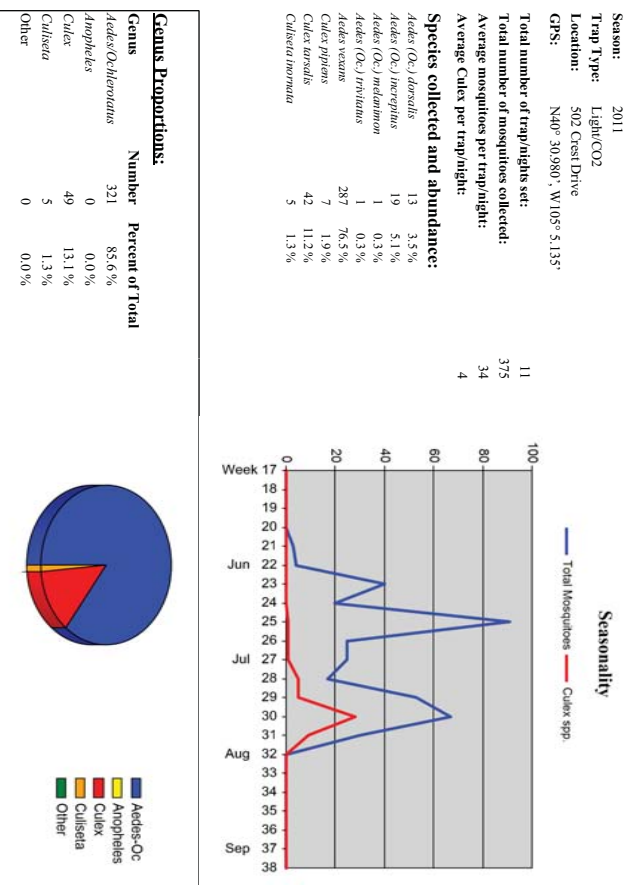 Season: 2011
Trap Type: Light/CO2
Location: 502 Crest Drive
GPS: N40° 30.980', W105° 5.135'
Total number of trap/nights set: 11
Total number of mosquitoes collected: 375
Average mosquitoes per trap/night: 34
Average Culex per trap/night: 4
Species collected and abundance:
Aedes (Oc.) dorsalis 13 3.5 %
Aedes (Oc.) increpitus 19 5.1 %
Aedes (Oc.) melanimon 1 0.3 %
Aedes (Oc.) trivitatus 1 0.3 %
Aedes vexans 287 76.5 %
Culex pipiens 7 1.9 %
Culex tarsalis 42 11.2 %
Culiseta inornata 5 1.3 %
Genus Proportions:
Genus Number Percent of Total
Aedes/Ochlerotatus 321 85.6 %
Anopheles 0 0.0 %
Culex 49 13.1 %
Culiseta 5 1.3 %
Other 0 0.0 %
Seasonality
Total Mosquitoes Culex spp.
100
80
60
40
20
0
Week 17
18
19
20
21
Jun 22
23
24
25
26
Jul 27
28
29
30
31
Aug 32
33
34
35
36
Sep 37
38
Aedes-Oc
Anopheles
Culex
Culiseta
Other